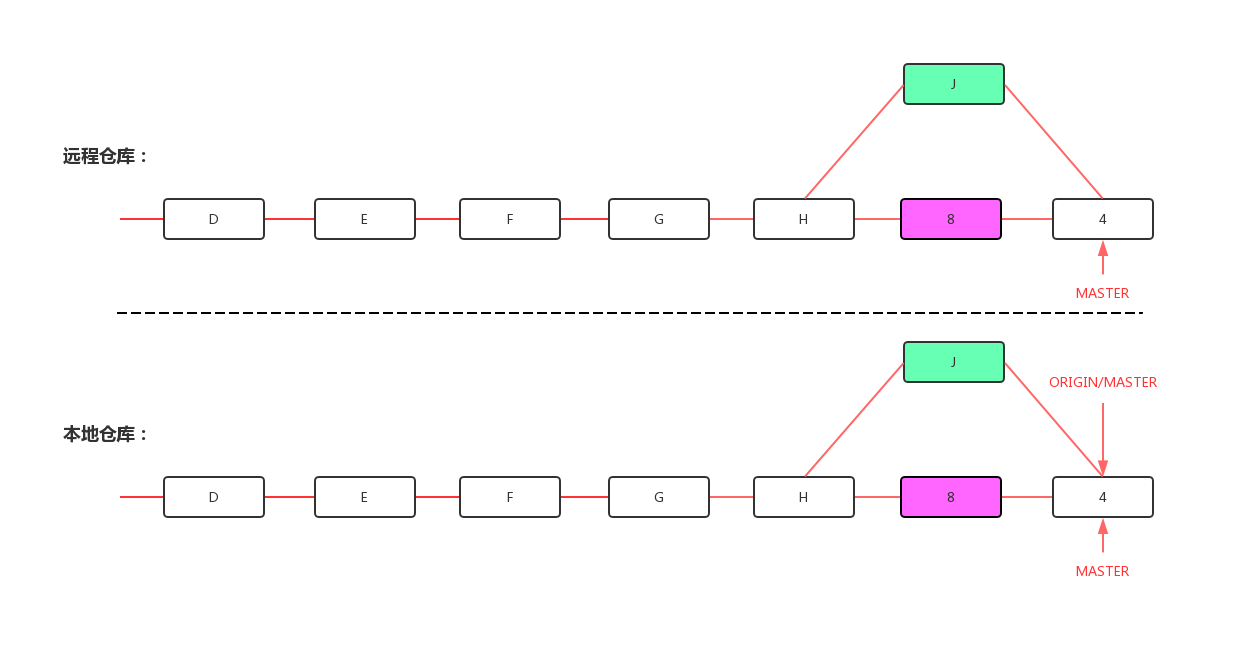 J
远程仓库：
D
E
F
G
H
8
4
MASTER
J
ORIGIN/MASTER
本地仓库：
D
E
F
G
H
8
4
MASTER